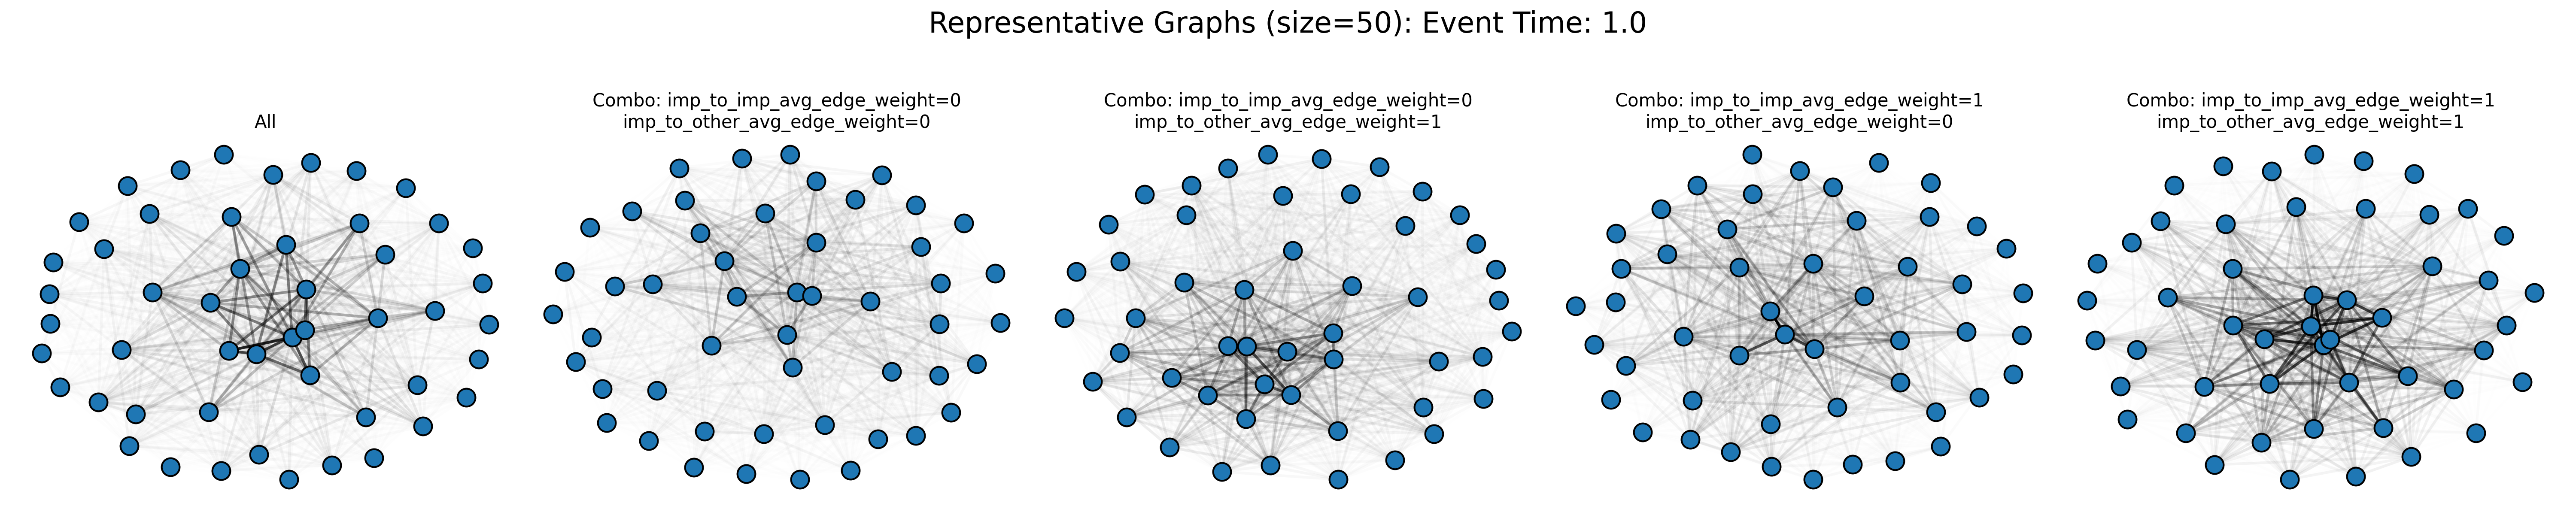 Representative Graphs (size=50): Event Time: 1.0
All
Combo: imp_to_imp_avg_edge_weight=0
imp_to_other_avg_edge_weight=0
Combo: imp_to_imp_avg_edge_weight=0
imp_to_other_avg_edge_weight=1
Combo: imp_to_imp_avg_edge_weight=1
imp_to_other_avg_edge_weight=0
Combo: imp_to_imp_avg_edge_weight=1
imp_to_other_avg_edge_weight=1